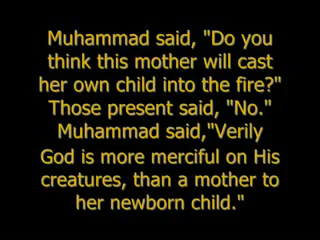 Muhammad said, "Do you
think this mother will cast
her own child into the fire?"
Those present said, "No."
Muhammad said,"Verily
God is more merciful on His
creatures, than a mother to
her newborn child."